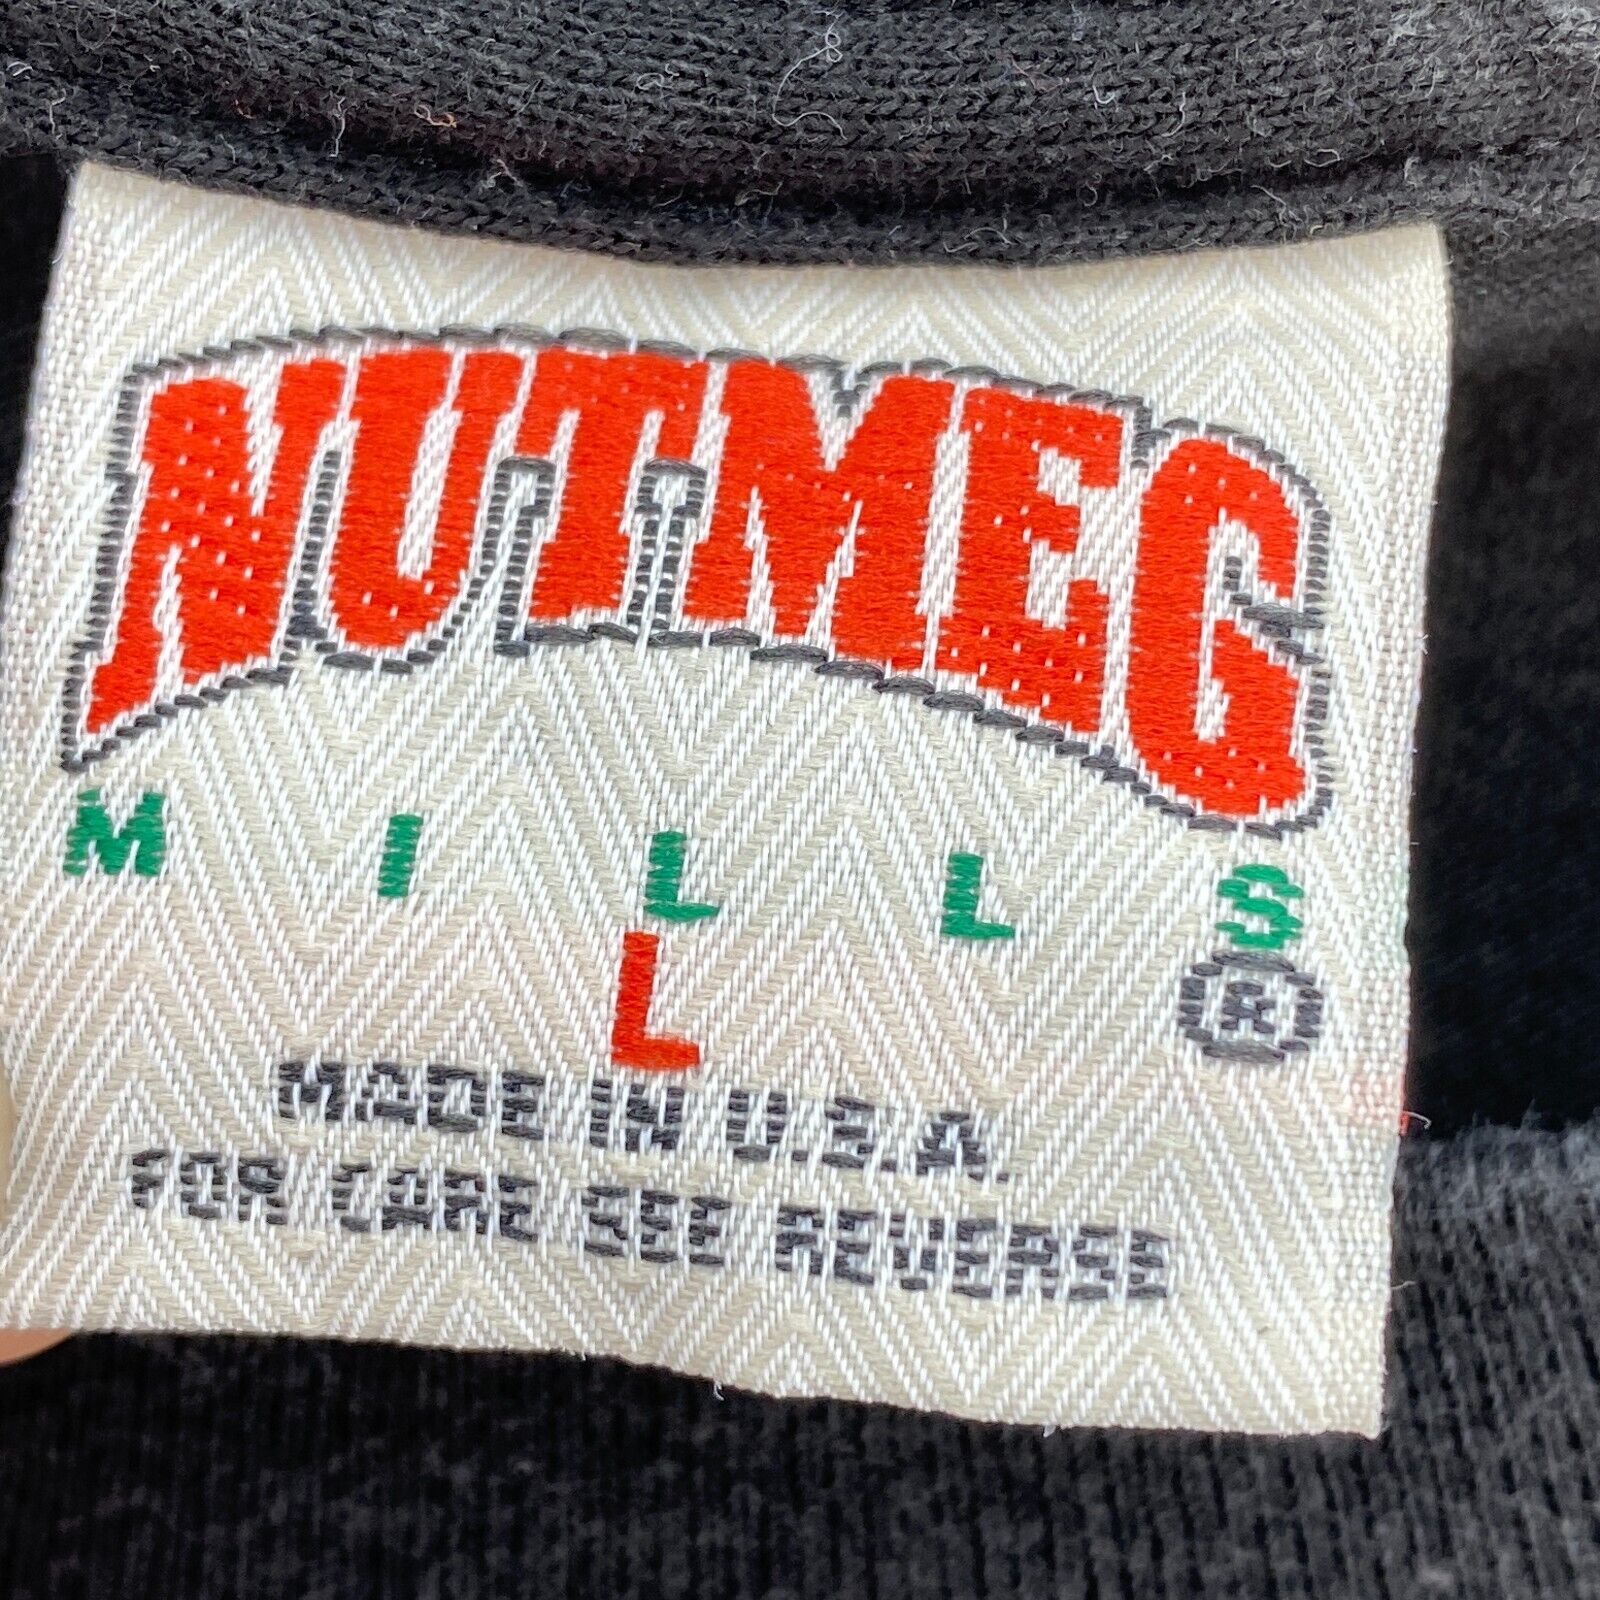 NUTMEG
MILLS
®
L
MADE IN U.S.A.
FOR CARE SEE REVERSE